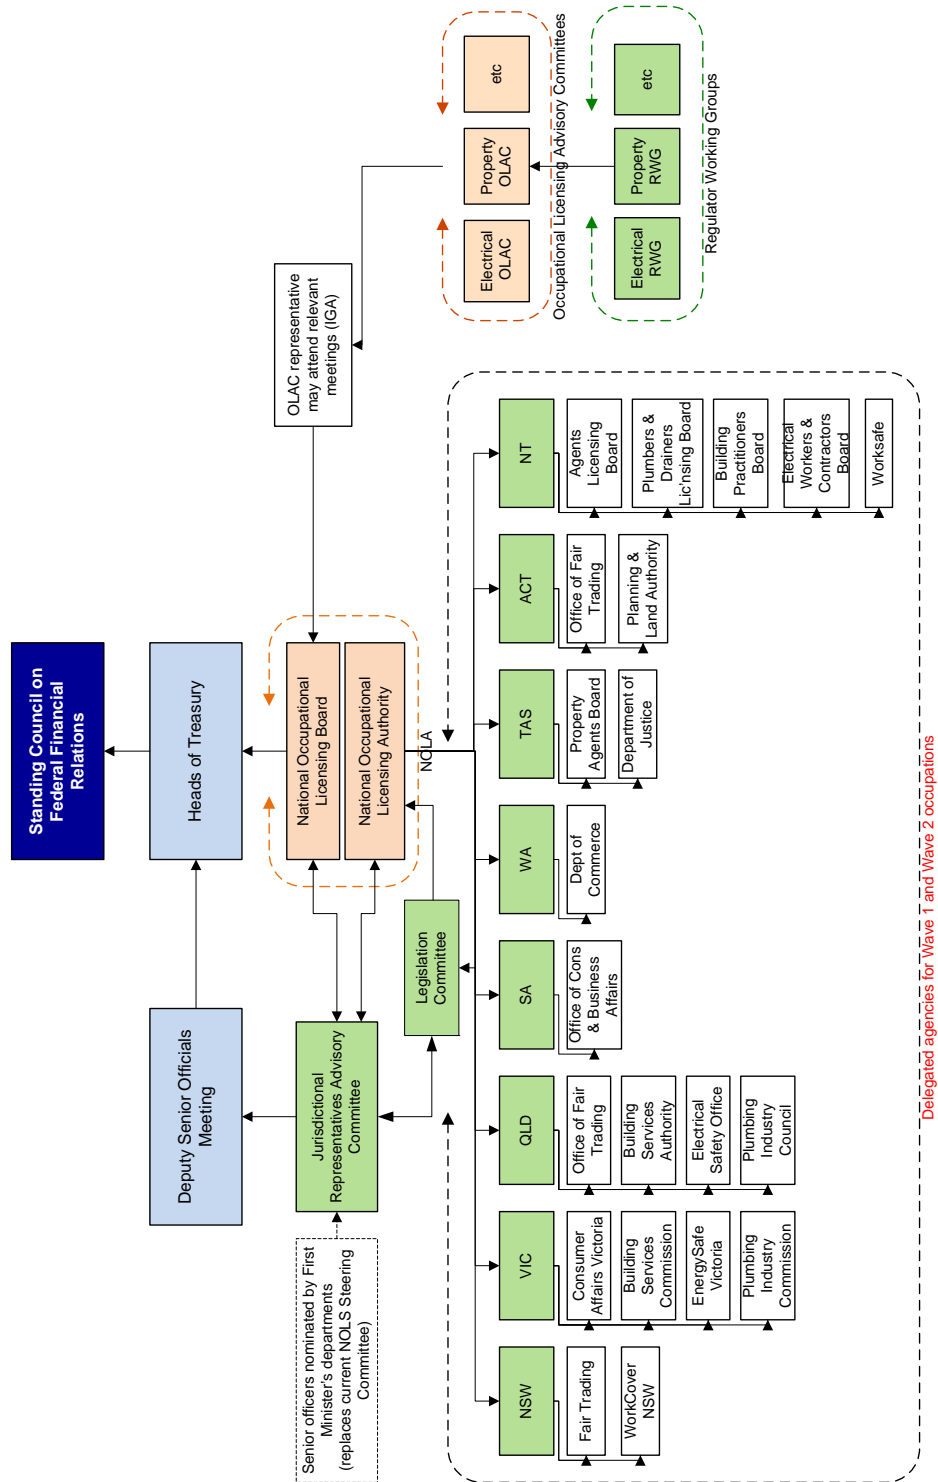 Standing Council on
Federal Financial
Relations
Deputy Senior Officials
Meeting
Heads of Treasury
Senior officers nominated by First
Minister's departments
(replaces current NOLS Steering
Committee)
Jurisdictional
Representatives Advisory
Committee
National Occupational
Licensing Board
National Occupational
Licensing Authority
NOLA
OLAC representative
may attend relevant
meetings (IGA)
Legislation
Committee
Electrical
OLAC
Property
OLAC
etc
Occupational Licensing Advisory Committees
Electrical
RWG
Property
RWG
etc
Regulator Working Groups
NSW
Fair Trading
WorkCover
NSW
VIC
Consumer
Affairs Victoria
Building
Services
Commission
EnergySafe
Victoria
Plumbing
Industry
Commission
QLD
Office of Fair
Trading
Building
Services
Authority
Electrical
Safety Office
Plumbing
Industry
Council
SA
Office of Cons
& Business
Affairs
WA
Dept of
Commerce
TAS
Property
Agents Board
Department of
Justice
ACT
Office of Fair
Trading
Planning &
Land Authority
NT
Agents
Licensing
Board
Plumbers &
Drainers
Lic'nsing Board
Building
Practitioners
Board
Electrical
Workers &
Contractors
Board
Worksafe
Delegated agencies for Wave 1 and Wave 2 occupations